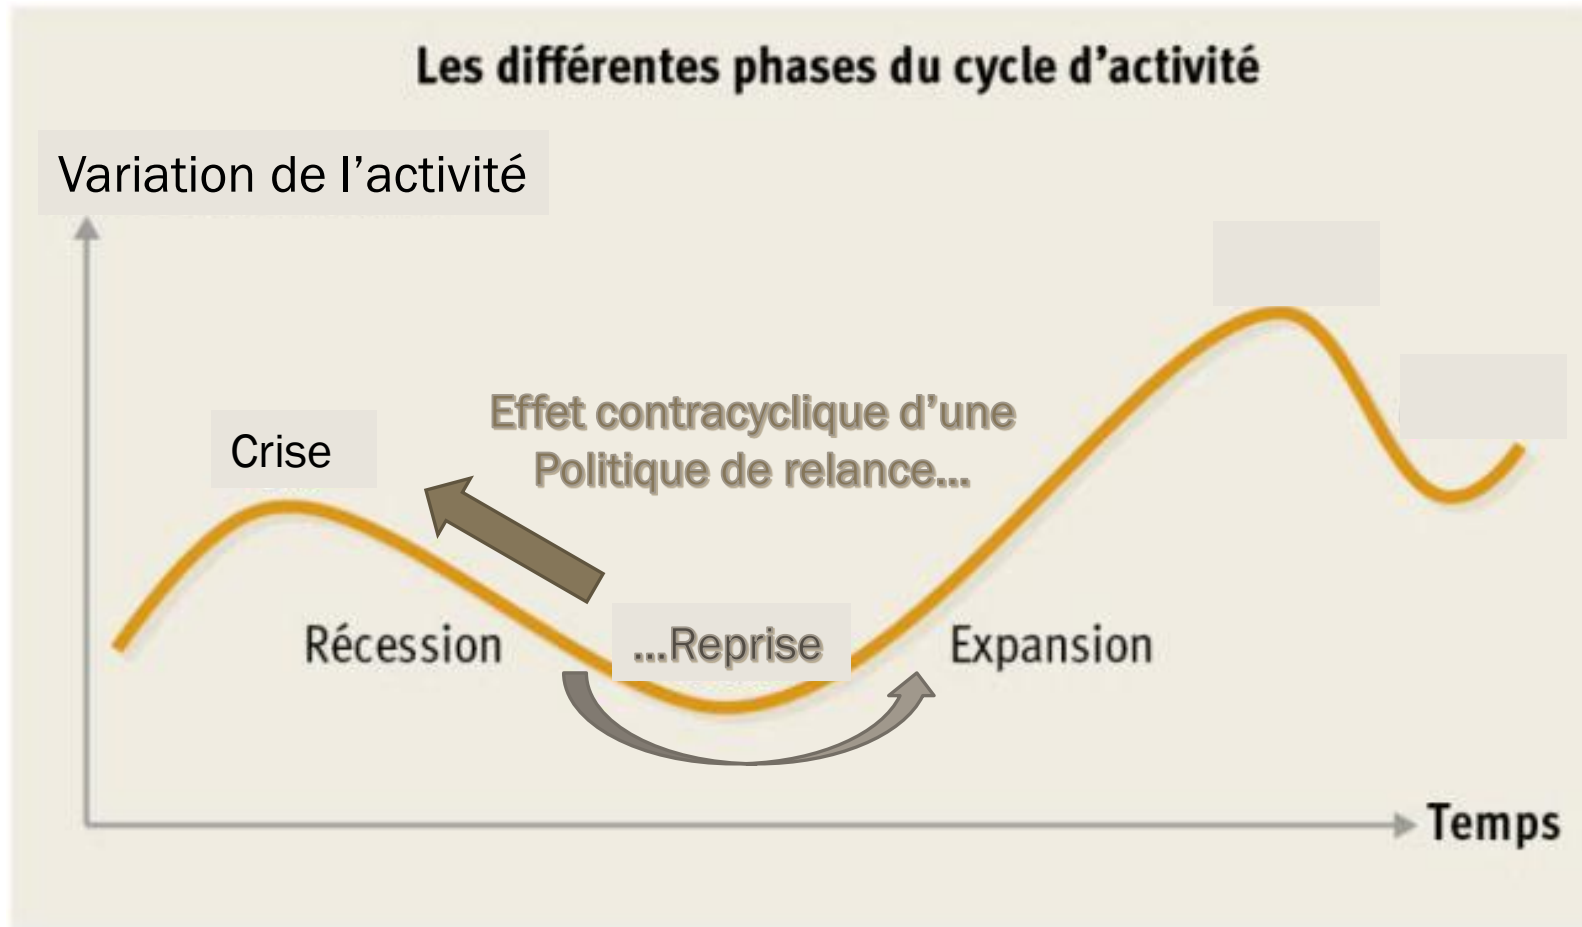 Les différentes phases du cycle d’activité
Variation de l’activité
Effet contracyclique d’une
Politique de relance...
Crise
Récession
...Reprise
Expansion
Temps